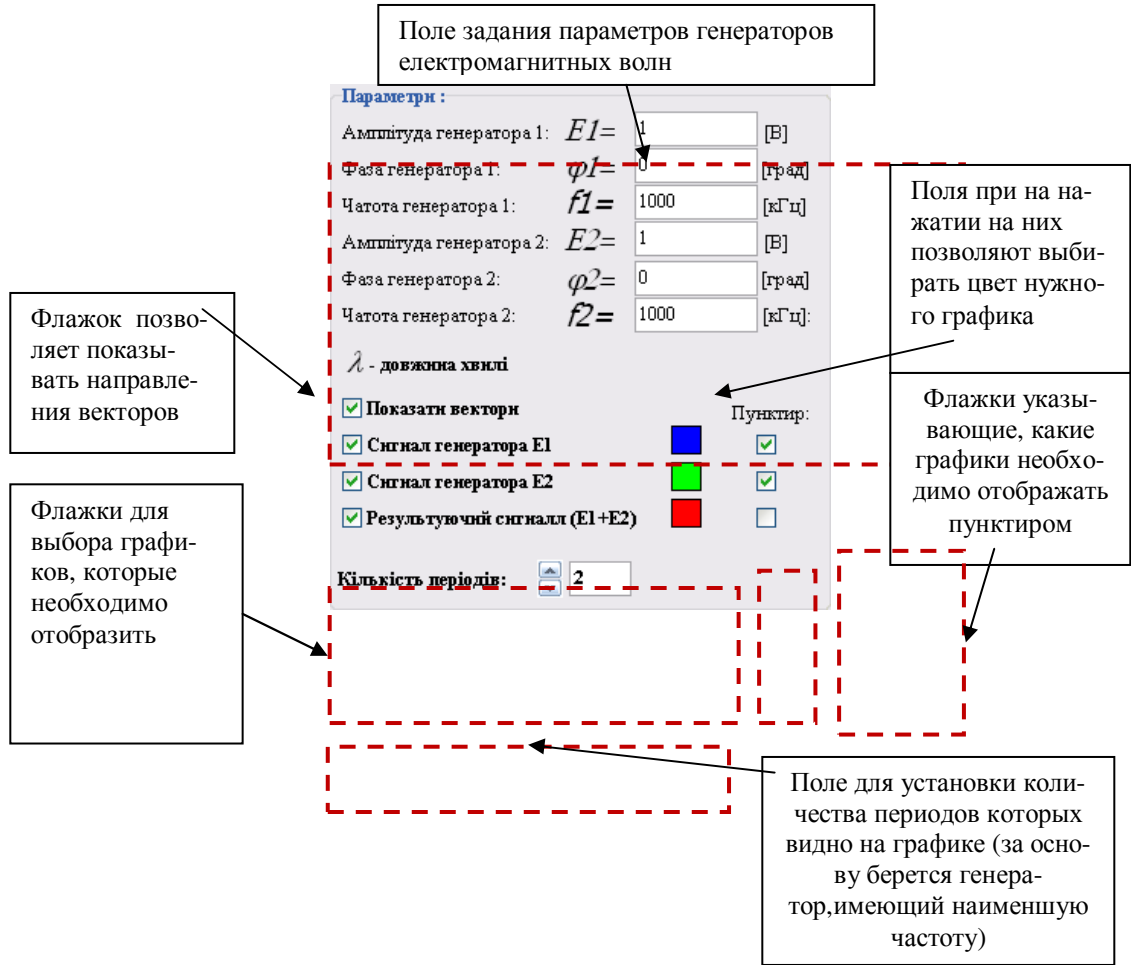 Поле задания параметров генераторов
електромагнитных волн
Параметри :
Амплітуда генератора 1: E1= 1 [В]
Фаза генератора 1: φ1= 0 [град]
Чатота генератора 1: f1= 1000 [кГц]
Амплітуда генератора 2: E2= 1 [В]
Фаза генератора 2: φ2= 0 [град]
Чатота генератора 2: f2= 1000 [кГц]:
λ - довжина хвилі
Показати вектори
Пунктир:
Сигнал генератора E1
Сигнал генератора E2
Результуючий сигналл (E1+E2)
Кількість періодів: 2
Поля при на на-
жатии на них
позволяют выби-
рать цвет нужно-
го графика
Флажок позво-
ляет показы-
вать направле-
ния векторов
Флажки указы-
вающие, какие
графики необхо-
димо отображать
пунктиром
Флажки для
выбора графи-
ков, которые
необходимо
отобразить
Поле для установки коли-
чества периодов которых
видно на графике (за осно-
ву берется генера-
тор,имеющий наименшую
частоту)